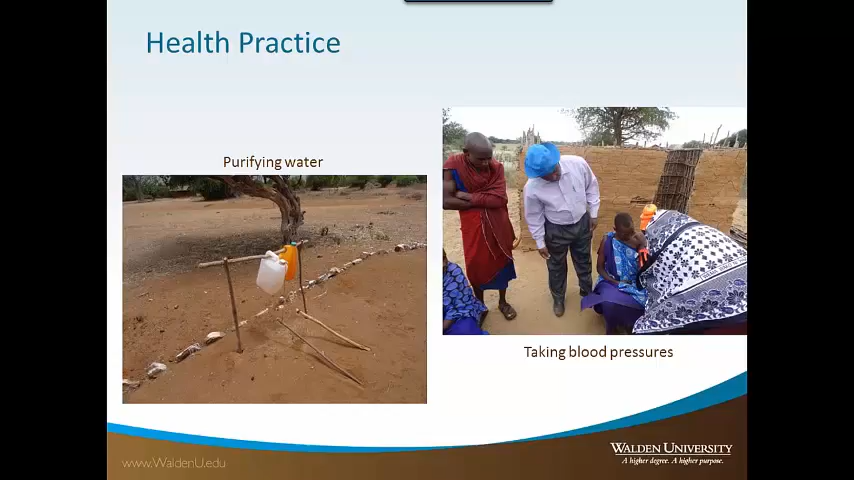 Health Practice
Purifying water
Taking blood pressures
www.WaldenU.edu
WALDEN UNIVERSITY
A higher degree. A higher purpose.